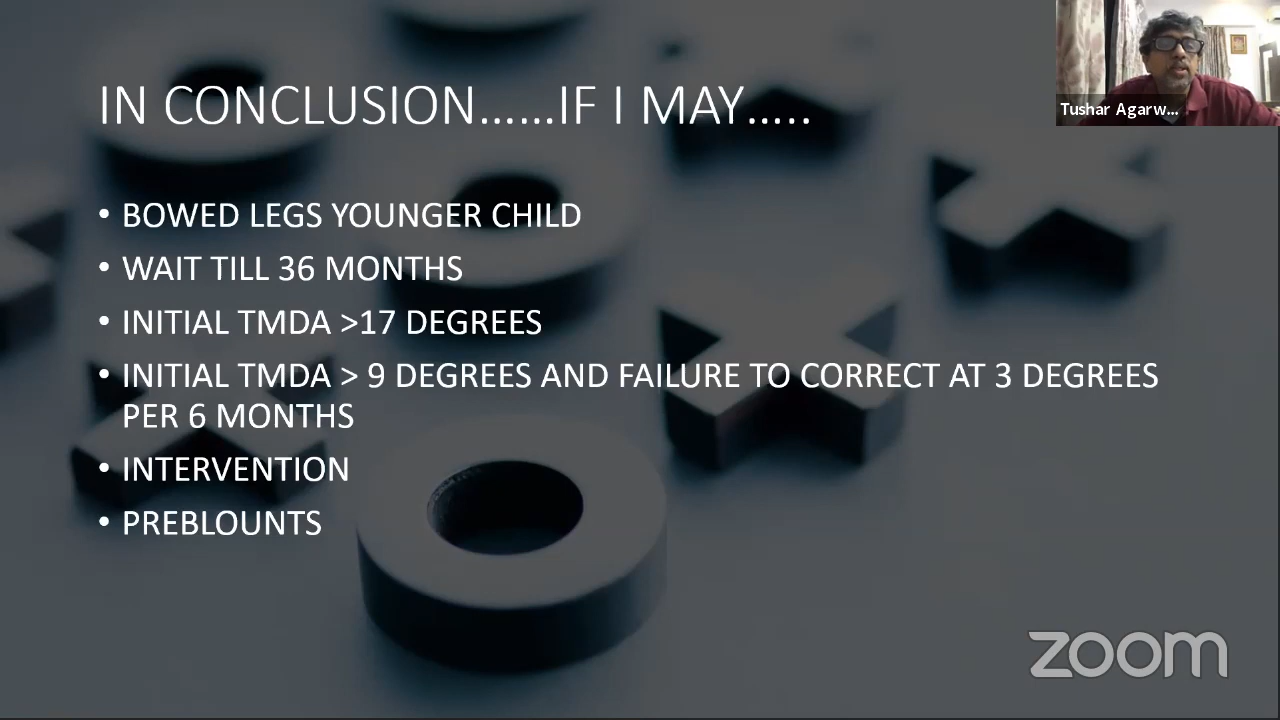 IN CONCLUSION......IF I MAY.....
Tushar Agarw...
• BOWED LEGS YOUNGER CHILD
• WAIT TILL 36 MONTHS
• INITIAL TMDA >17 DEGREES
• INITIAL TMDA > 9 DEGREES AND FAILURE TO CORRECT AT 3 DEGREES
PER 6 MONTHS
• INTERVENTION
• PREBLOUNTS
zoom